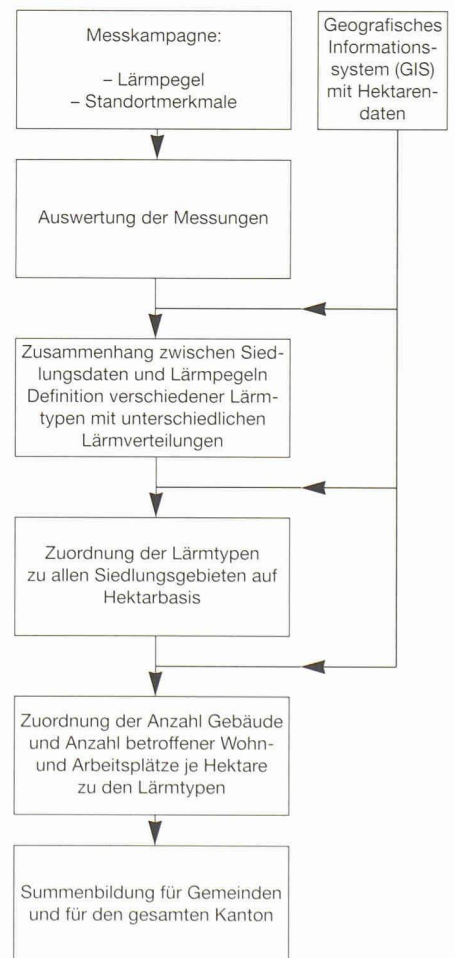 Messkampagne:
– Lärmpegel
– Standortmerkmale
Geografisches
Informations-
system (GIS)
mit Hektaren-
daten
Auswertung der Messungen
Zusammenhang zwischen Sied-
lungsdaten und Lärmpegeln
Definition verschiedener Lärm-
typen mit unterschiedlichen
Lärmverteilungen
Zuordnung der Lärmtypen
zu allen Siedlungsgebieten auf
Hektarbasis
Zuordnung der Anzahl Gebäude
und Anzahl betroffener Wohn-
und Arbeitsplätze je Hektare
zu den Lärmtypen
Summenbildung für Gemeinden
und für den gesamten Kanton